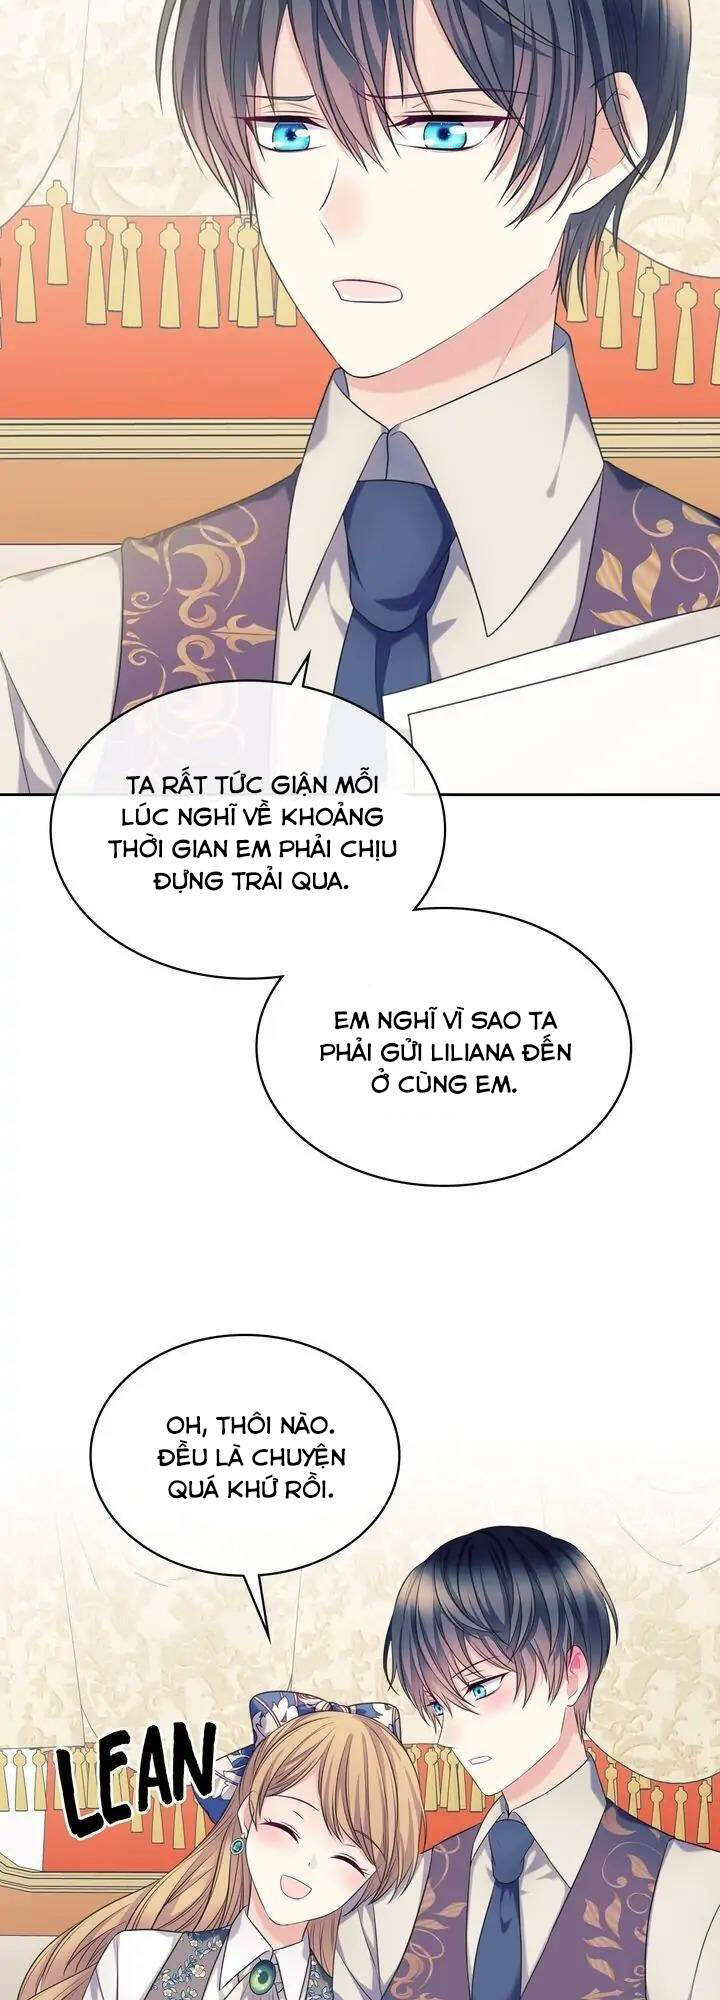 TA RẤT TỨC GIẬN MỖI
LÚC NGHĨ VỀ KHOẢNG
THỜI GIAN EM PHẢI CHỊU
ĐỰNG TRẢI QUA.
EM NGHĨ VÌ SAO TA
PHẢI GỬI LILIANA ĐẾN
Ở CÙNG EM.
OH, THÔI NÀO.
ĐỀU LÀ CHUYỆN
QUÁ KHỨ RỒI.
LEAN